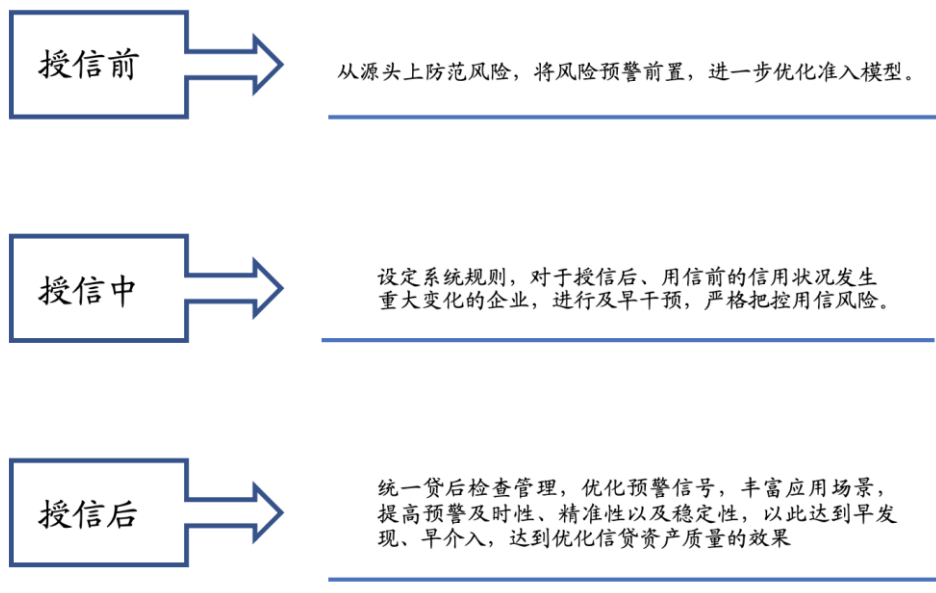 授信前
从源头上防范风险，将风险预警前置，进一步优化准入模型。
授信中
设定系统规则，对于授信后、用信前的信用状况发生
重大变化的企业，进行及早干预，严格把控用信风险。
授信后
统一贷后检查管理，优化预警信号，丰富应用场景，
提高预警及时性、精准性以及稳定性，以此达到早发
现、早介入，达到优化信贷资产质量的效果